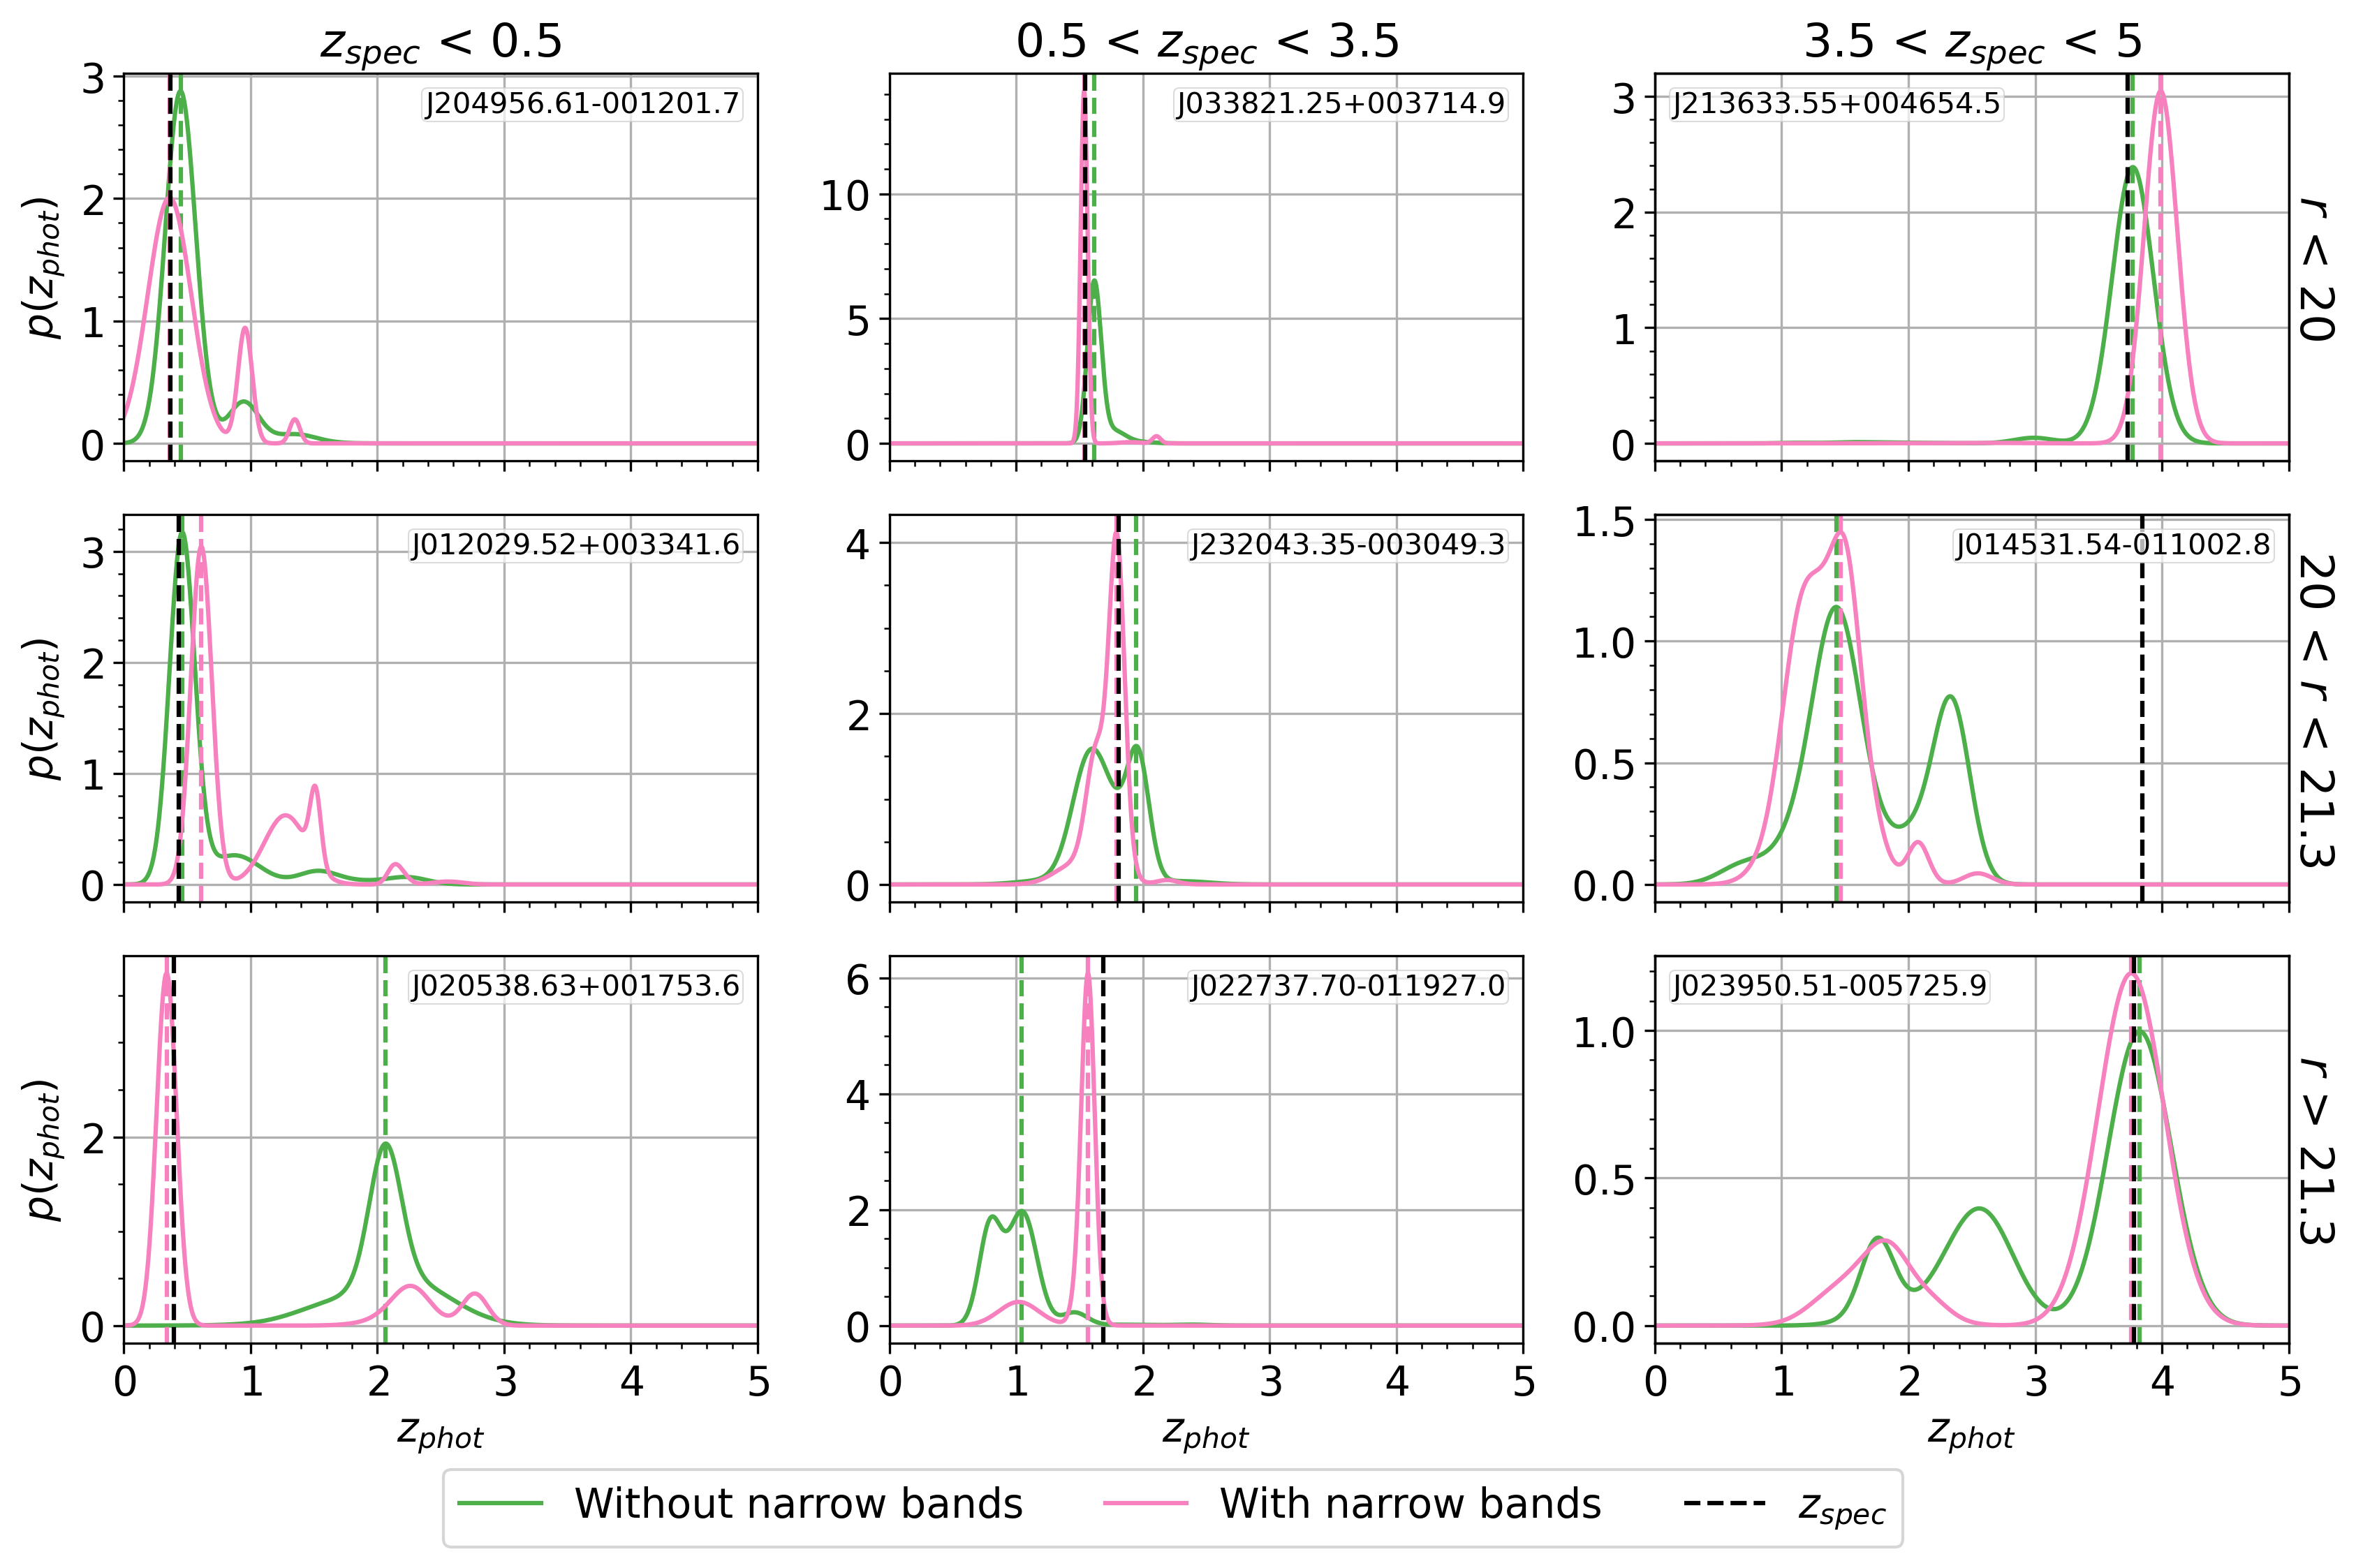 z_spec < 0.5
0.5 < z_spec < 3.5
3.5 < z_spec < 5
p(z_phot)
3
2
1
0
J204956.61-001201.7
10
5
0
J033821.25+003714.9
3
2
1
0
J213633.55+004654.5
r < 20
p(z_phot)
3
2
1
0
J012029.52+003341.6
4
2
0
J232043.35-003049.3
1.5
1.0
0.5
0.0
J014531.54-011002.8
20 < r < 21.3
p(z_phot)
2
0
J020538.63+001753.6
6
4
2
0
J022737.70-011927.0
1.0
0.5
0.0
J023950.51-005725.9
r > 21.3
0 1 2 3 4 5
0 1 2 3 4 5
0 1 2 3 4 5
z_phot
z_phot
z_phot
Without narrow bands
With narrow bands
z_spec